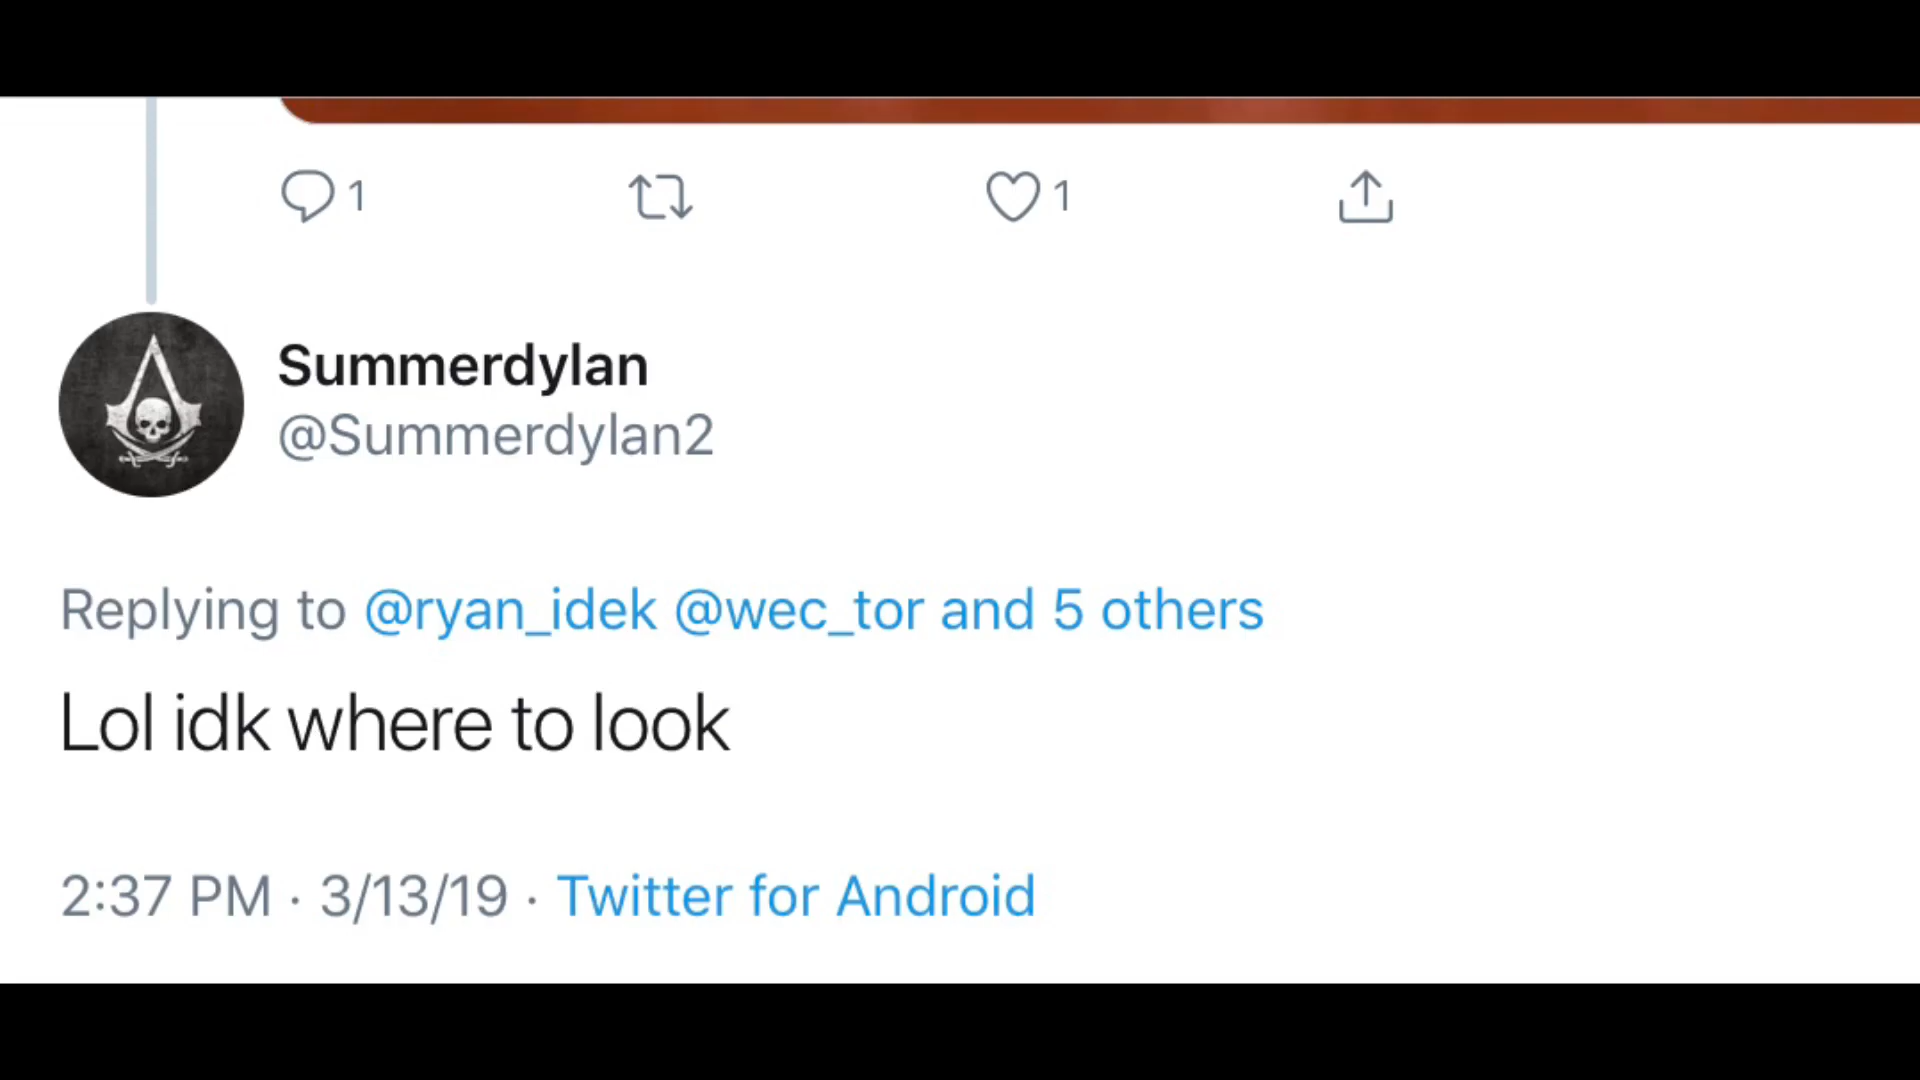 1 1
Summerdylan
@Summerdylan2
Replying to @ryan_idek @wec_tor and 5 others
Lol idk where to look
2:37 PM · 3/13/19 · Twitter for Android